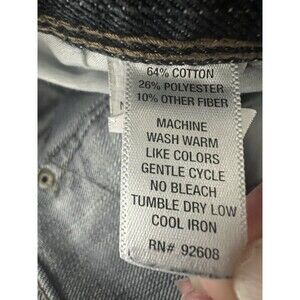 64% COTTON
26% POLYESTER
10% OTHER FIBER
MACHINE
WASH WARM
LIKE COLORS
GENTLE CYCLE
NO BLEACH
TUMBLE DRY LOW
COOL IRON
RN# 92608